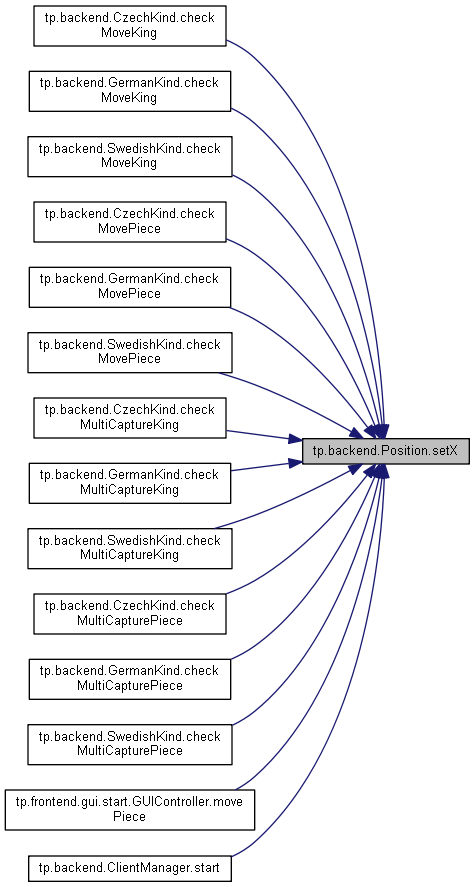 tp.backend.CzechKind.check
MoveKing
tp.backend.GermanKind.check
MoveKing
tp.backend.SwedishKind.check
MoveKing
tp.backend.CzechKind.check
MovePiece
tp.backend.GermanKind.check
MovePiece
tp.backend.SwedishKind.check
MovePiece
tp.backend.CzechKind.check
MultiCaptureKing
tp.backend.Position.setX
tp.backend.GermanKind.check
MultiCaptureKing
tp.backend.SwedishKind.check
MultiCaptureKing
tp.backend.CzechKind.check
MultiCapturePiece
tp.backend.GermanKind.check
MultiCapturePiece
tp.backend.SwedishKind.check
MultiCapturePiece
tp.frontend.gui.start.GUIController.move
Piece
tp.backend.ClientManager.start